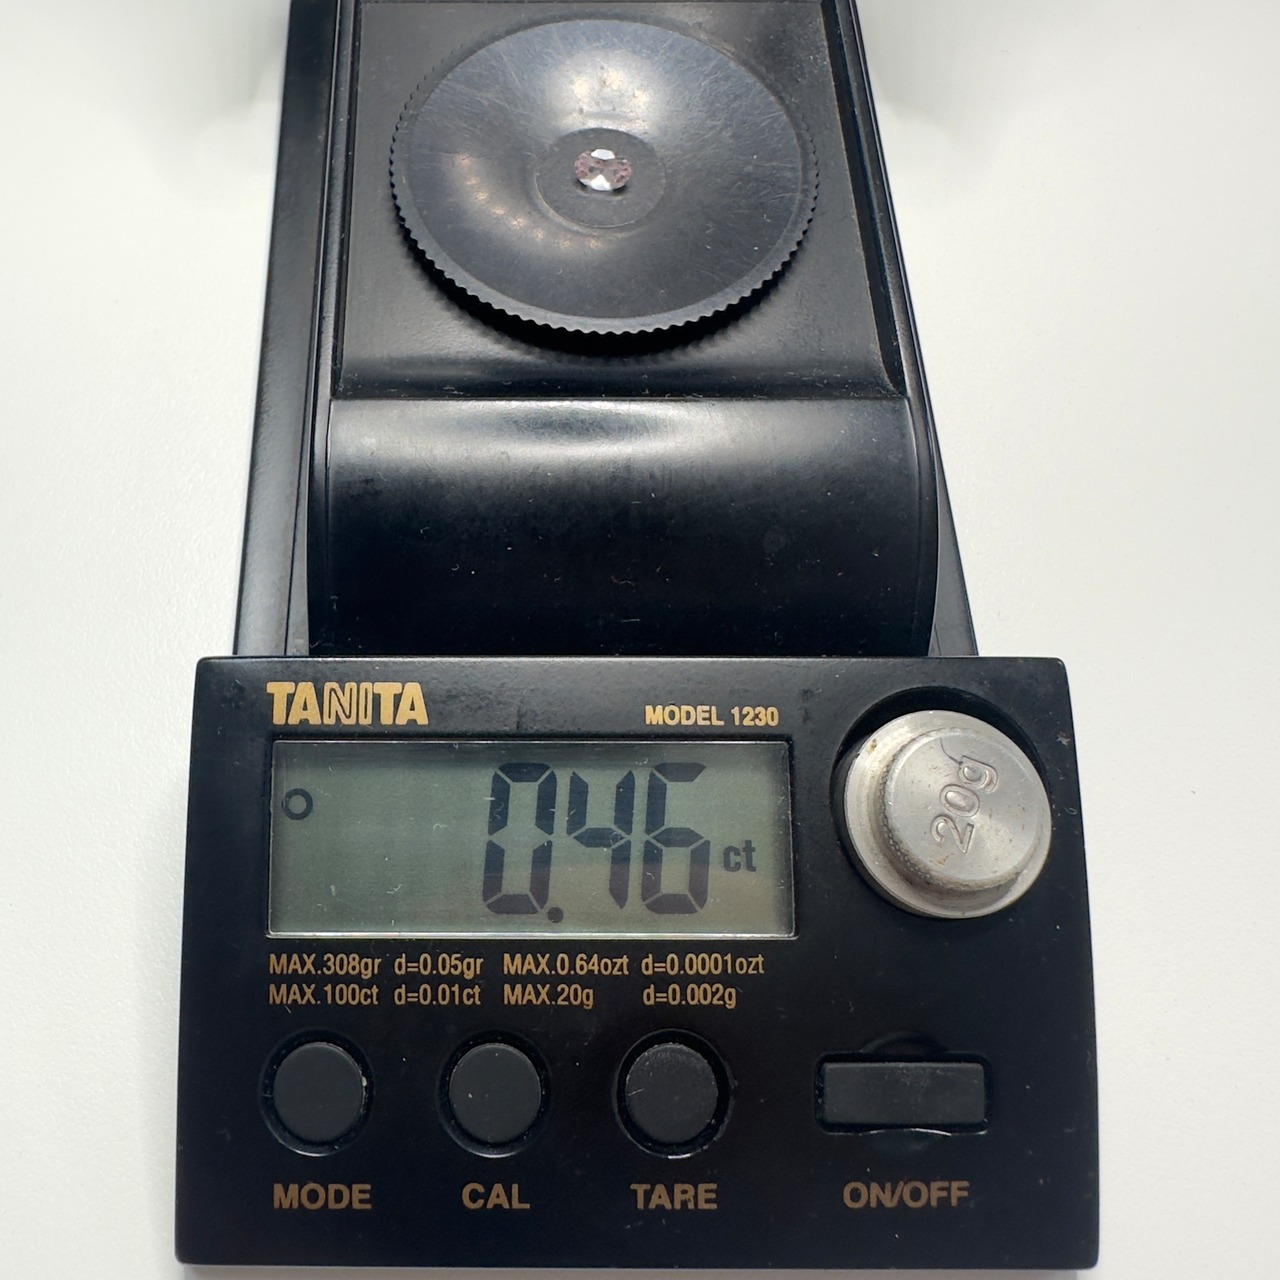 TANITA
MODEL 1230
0.46 ct
20g
MAX.308gr d=0.05gr MAX.0.64ozt d=0.0001ozt
MAX.100ct d=0.01ct MAX.20g d=0.002g
MODE CAL TARE ON/OFF